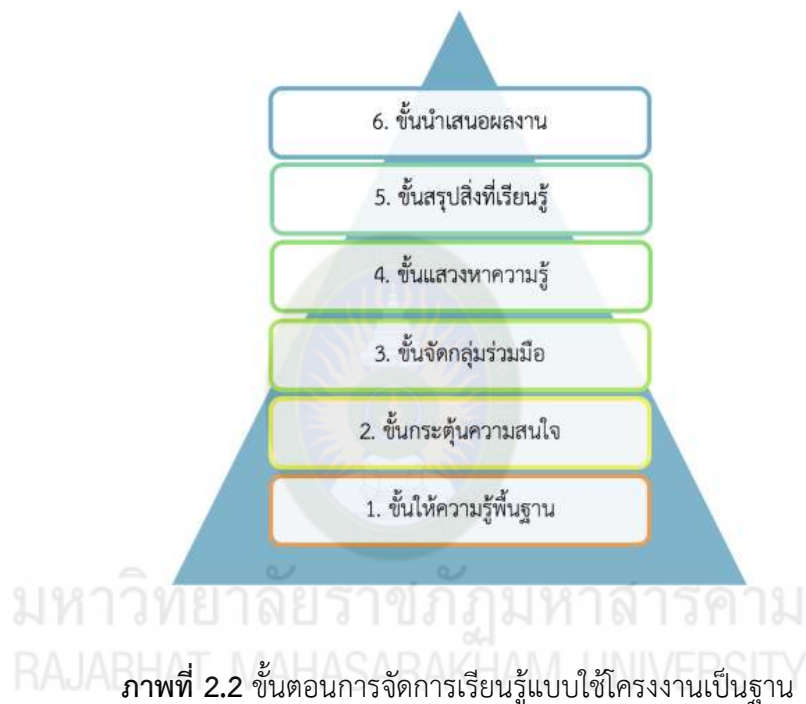 6. ขั้นนำเสนอผลงาน
5. ขั้นสรุปสิ่งที่เรียนรู้
4. ขั้นแสวงหาความรู้
3. ขั้นจัดกลุ่มร่วมมือ
2. ขั้นกระตุ้นความสนใจ
1. ขั้นให้ความรู้พื้นฐาน
มหาวิทยาลัยราชภัฏมหาสารคาม
RAJABHAT MAHASARAKHAM UNIVERSITY
ภาพที่ 2.2 ขั้นตอนการจัดการเรียนรู้แบบใช้โครงงานเป็นฐาน